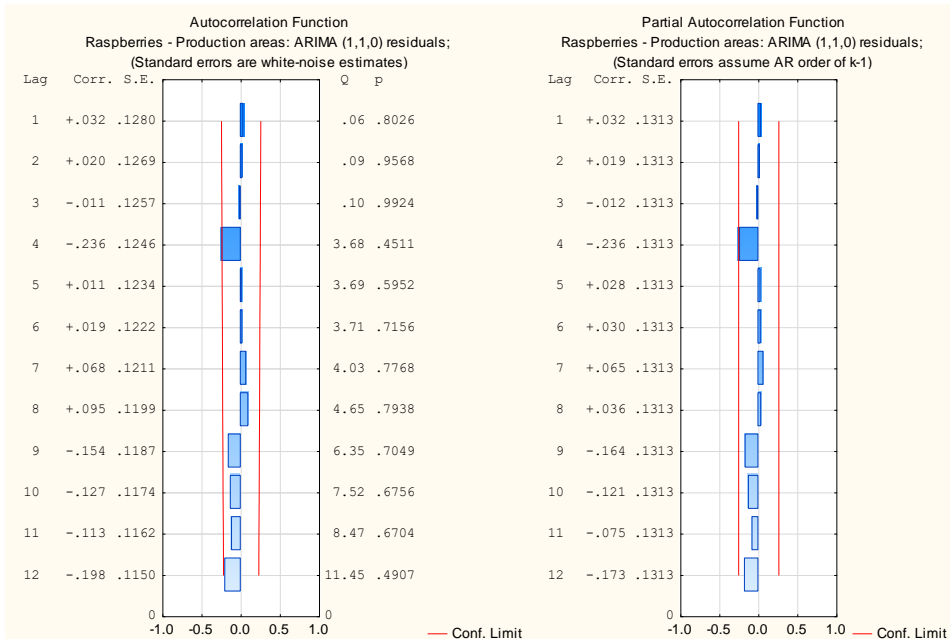 Autocorrelation Function
Raspberries - Production areas: ARIMA (1,1,0) residuals;
(Standard errors are white-noise estimates)
Lag Corr. S.E. Q p
1 +.032 .1280 .06 .8026
2 +.020 .1269 .09 .9568
3 -.011 .1257 .10 .9924
4 -.236 .1246 3.68 .4511
5 +.011 .1234 3.69 .5952
6 +.019 .1222 3.71 .7156
7 +.068 .1211 4.03 .7768
8 +.095 .1199 4.65 .7938
9 -.154 .1187 6.35 .7049
10 -.127 .1174 7.52 .6756
11 -.113 .1162 8.47 .6704
12 -.198 .1150 11.45 .4907
0 0
-1.0 -0.5 0.0 0.5 1.0
Conf. Limit
Partial Autocorrelation Function
Raspberries - Production areas: ARIMA (1,1,0) residuals;
(Standard errors assume AR order of k-1)
Lag Corr. S.E.
1 +.032 .1313
2 +.019 .1313
3 -.012 .1313
4 -.236 .1313
5 +.028 .1313
6 +.030 .1313
7 +.065 .1313
8 +.036 .1313
9 -.164 .1313
10 -.121 .1313
11 -.075 .1313
12 -.173 .1313
0
-1.0 -0.5 0.0 0.5 1.0
Conf. Limit